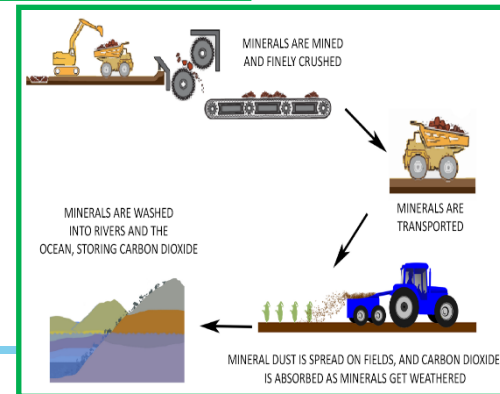 MINERALS ARE MINED
AND FINELY CRUSHED
MINERALS ARE
TRANSPORTED
MINERAL DUST IS SPREAD ON FIELDS, AND CARBON DIOXIDE
IS ABSORBED AS MINERALS GET WEATHERED
MINERALS ARE WASHED
INTO RIVERS AND THE
OCEAN, STORING CARBON DIOXIDE